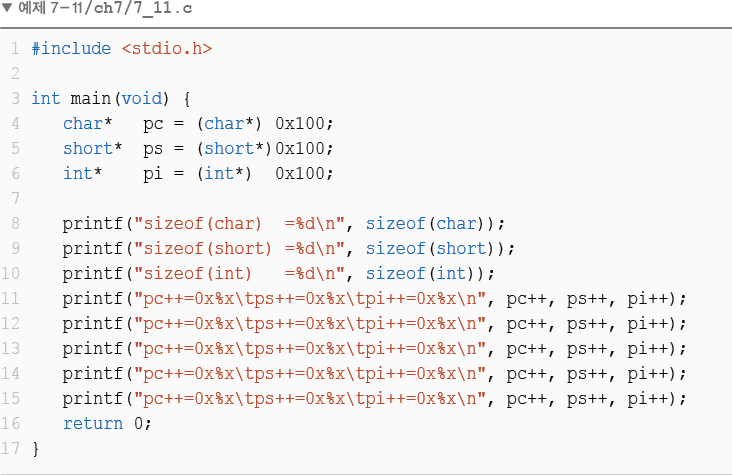 ▼ 예제 7-11/ch7/7_11.c
1 #include <stdio.h>
2
3 int main(void) {
4    char*   pc = (char*) 0x100;
5    short*  ps = (short*)0x100;
6    int*    pi = (int*)  0x100;
7
8    printf("sizeof(char)  =%d\n", sizeof(char));
9    printf("sizeof(short) =%d\n", sizeof(short));
10    printf("sizeof(int)   =%d\n", sizeof(int));
11    printf("pc++=0x%x\tps++=0x%x\tpi++=0x%x\n", pc++, ps++, pi++);
12    printf("pc++=0x%x\tps++=0x%x\tpi++=0x%x\n", pc++, ps++, pi++);
13    printf("pc++=0x%x\tps++=0x%x\tpi++=0x%x\n", pc++, ps++, pi++);
14    printf("pc++=0x%x\tps++=0x%x\tpi++=0x%x\n", pc++, ps++, pi++);
15    printf("pc++=0x%x\tps++=0x%x\tpi++=0x%x\n", pc++, ps++, pi++);
16    return 0;
17 }